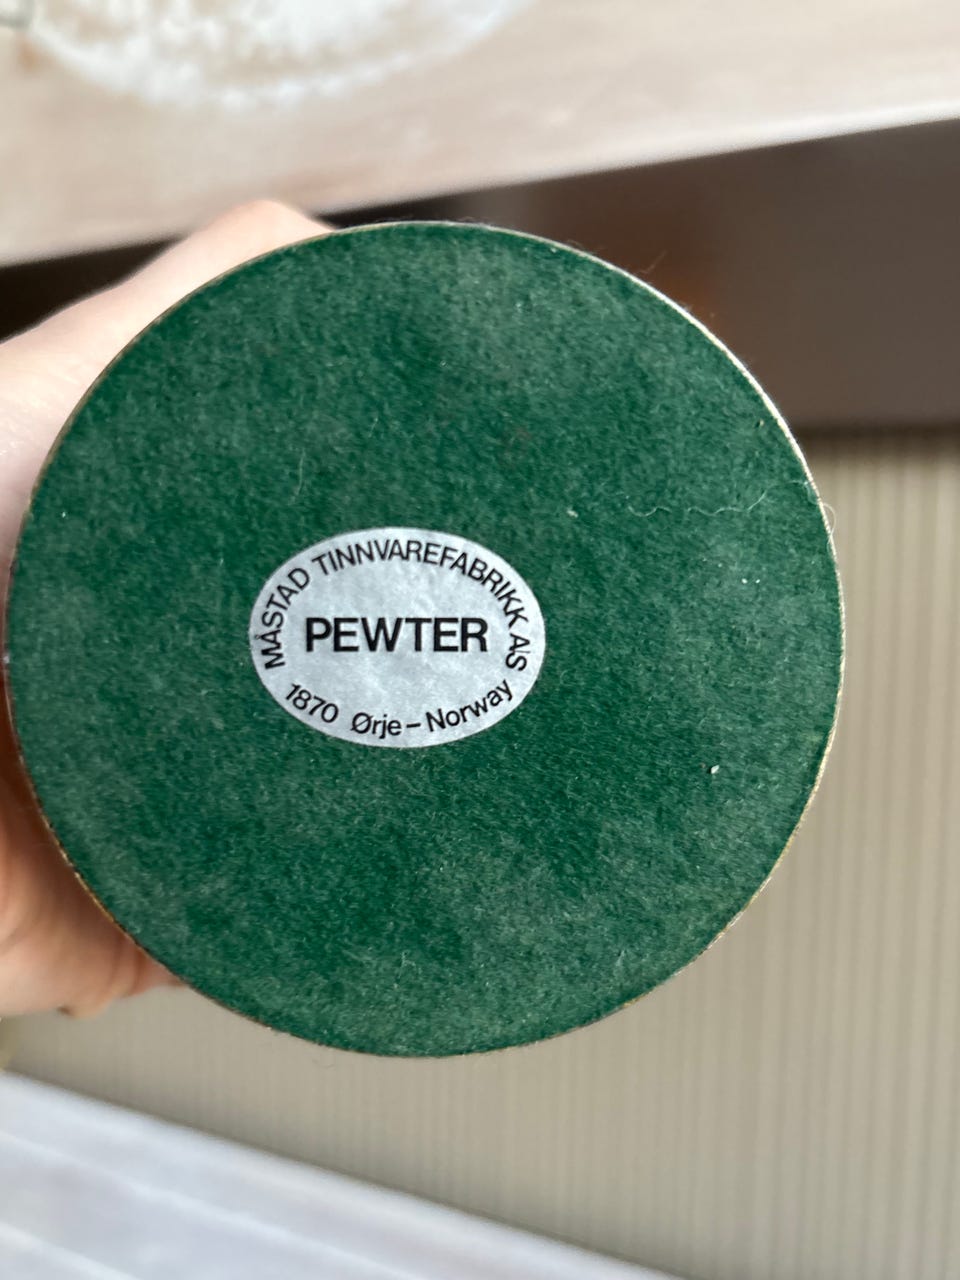 MÅSTAD TINNVAREFABRIKK A/S
PEWTER
1870 Ørje – Norway